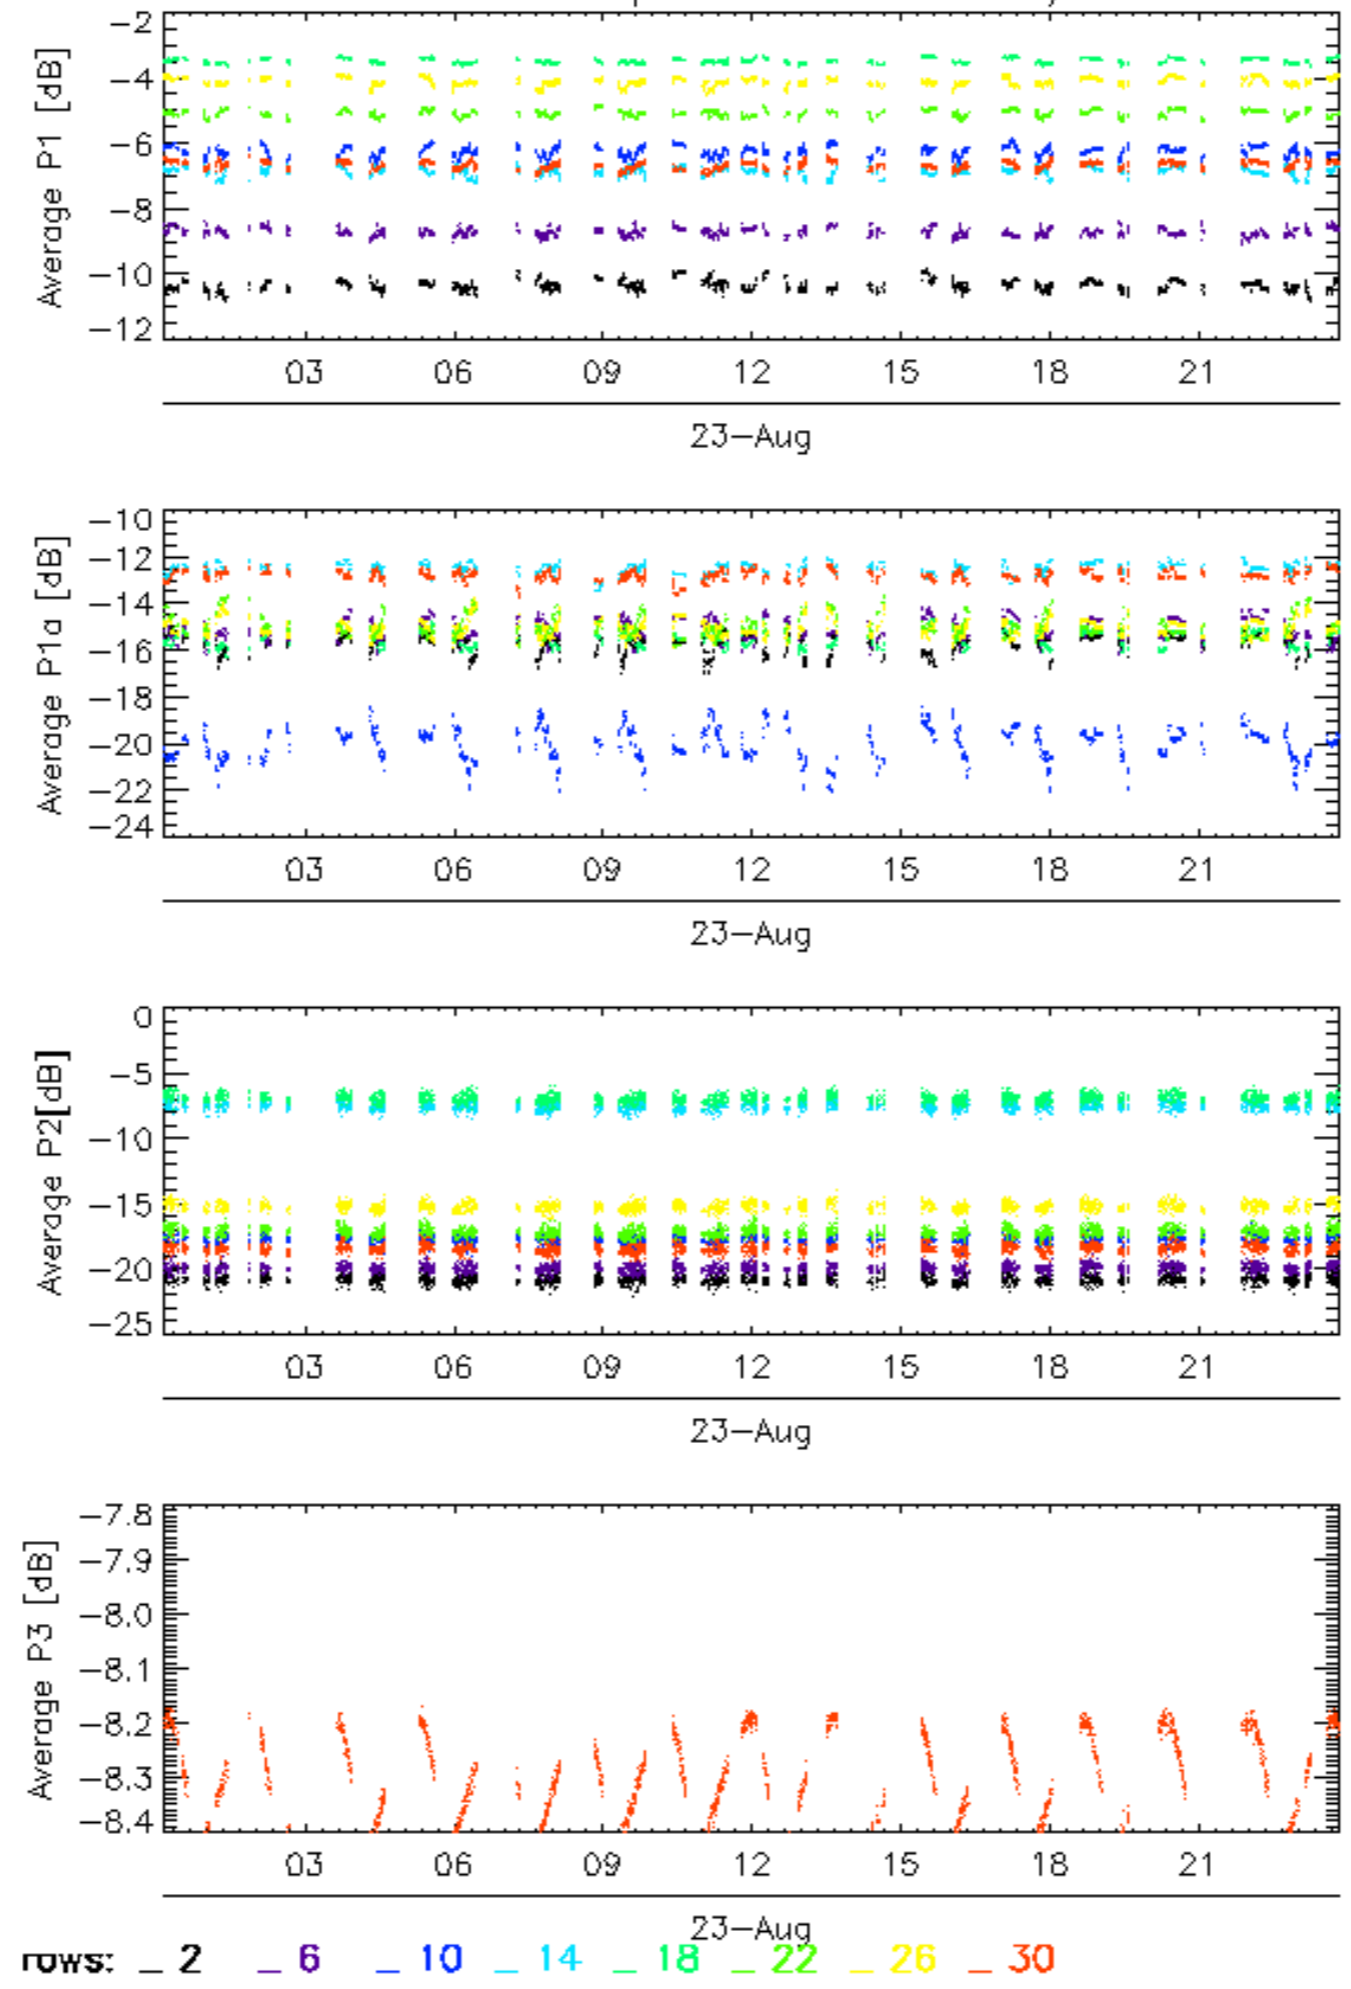 -2
-4
-6
-8
-10
-12
Average P1 [dB]
03 06 09 12 15 18 21
23-Aug
-10
-12
-14
-16
-18
-20
-22
-24
Average P1a [dB]
03 06 09 12 15 18 21
23-Aug
0
-5
-10
-15
-20
-25
Average P2[dB]
03 06 09 12 15 18 21
23-Aug
-7.8
-7.9
-8.0
-8.1
-8.2
-8.3
-8.4
Average P3 [dB]
03 06 09 12 15 18 21
23-Aug
rows: _ 2 _ 6 _ 10 _ 14 _ 18 _ 22 _ 26 _ 30